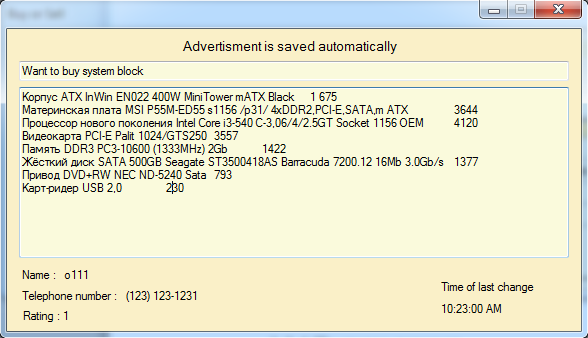 Buy or Sell
Advertisment is saved automatically
Want to buy system block
Корпус ATX InWin EN022 400W MiniTower mATX Black 1 675
Материнская плата MSI P55M-ED55 s1156 /p31/ 4xDDR2,PCI-E,SATA,m ATX 3644
Процессор нового поколения Intel Core i3-540 C-3,06/4/2.5GT Socket 1156 OEM 4120
Видеокарта PCI-E Palit 1024/GTS250 3557
Память DDR3 PC3-10600 (1333MHz) 2Gb 1422
Жёсткий диск SATA 500GB Seagate ST3500418AS Barracuda 7200.12 16Mb 3.0Gb/s 1377
Привод DVD+RW NEC ND-5240 Sata 793
Карт-ридер USB 2,0 230
Name : o111
Telephone number : (123) 123-1231
Rating : 1
Time of last change
10:23:00 AM